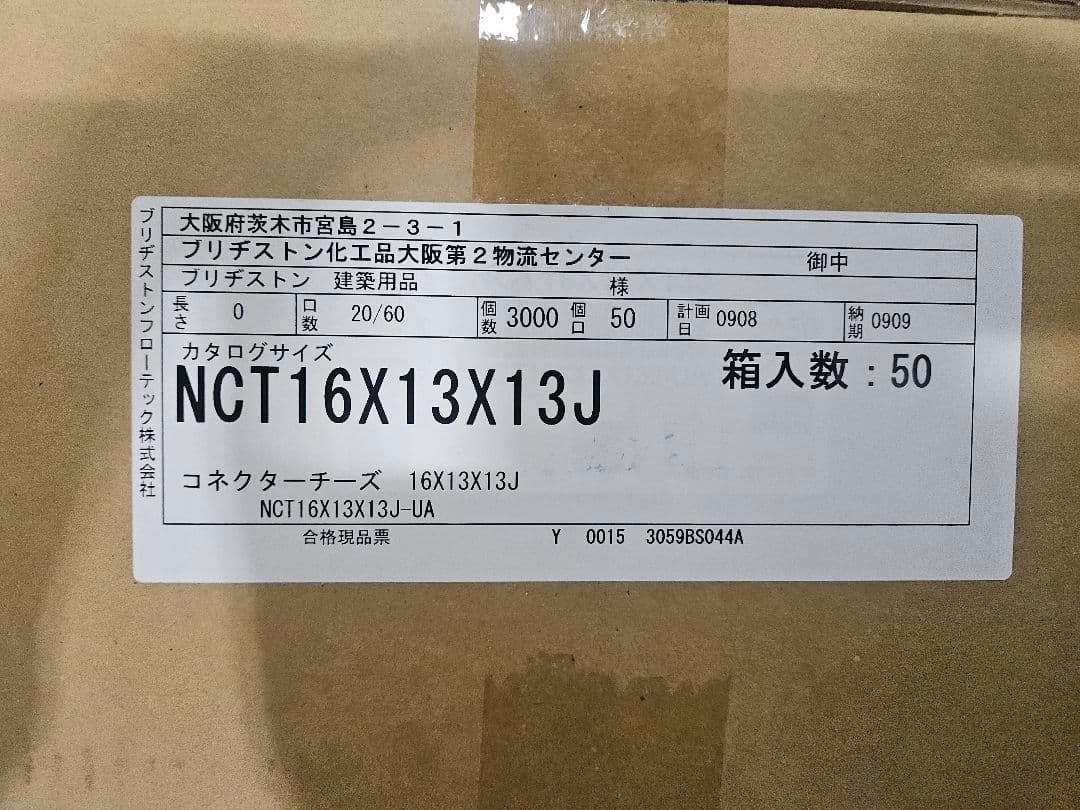 ブリヂストンフローテック株式会社
大阪府茨木市宮島2-3-1
ブリヂストン化工品大阪第2物流センター 御中
ブリヂストン 建築用品 様
長さ 0 口数 20/60 個数 3000 個口 50 計画日 0908 納期 0909
カタログサイズ
NCT16X13X13J 箱入数:50
コネクターチーズ 16X13X13J
NCT16X13X13J-UA
合格現品票 Y 0015 3059BS044A